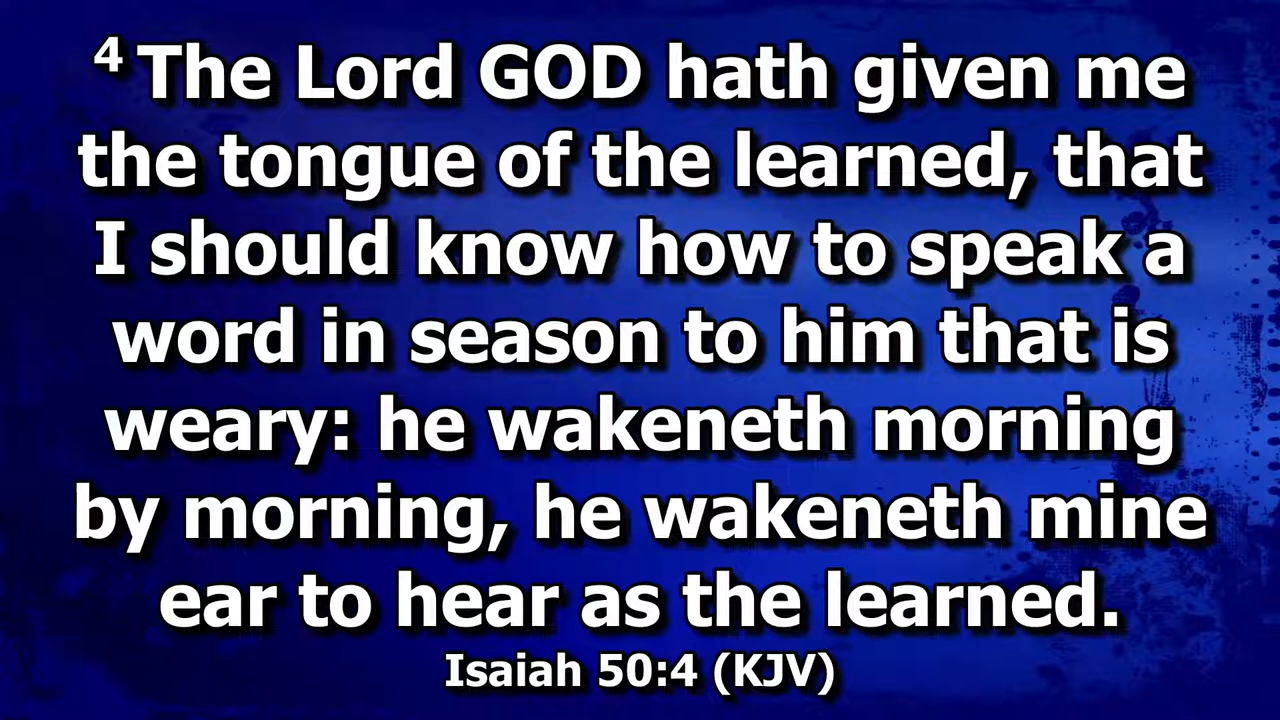 4 The Lord GOD hath given me
the tongue of the learned, that
I should know how to speak a
word in season to him that is
weary: he wakeneth morning
by morning, he wakeneth mine
ear to hear as the learned.
Isaiah 50:4 (KJV)